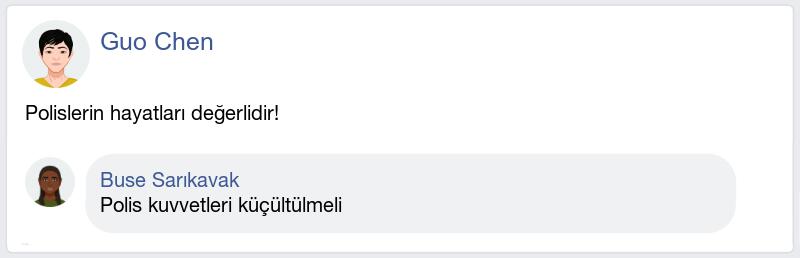 Guo Chen
Polislerin hayatları değerlidir!
Buse Sarıkavak
Polis kuvvetleri küçültülmeli